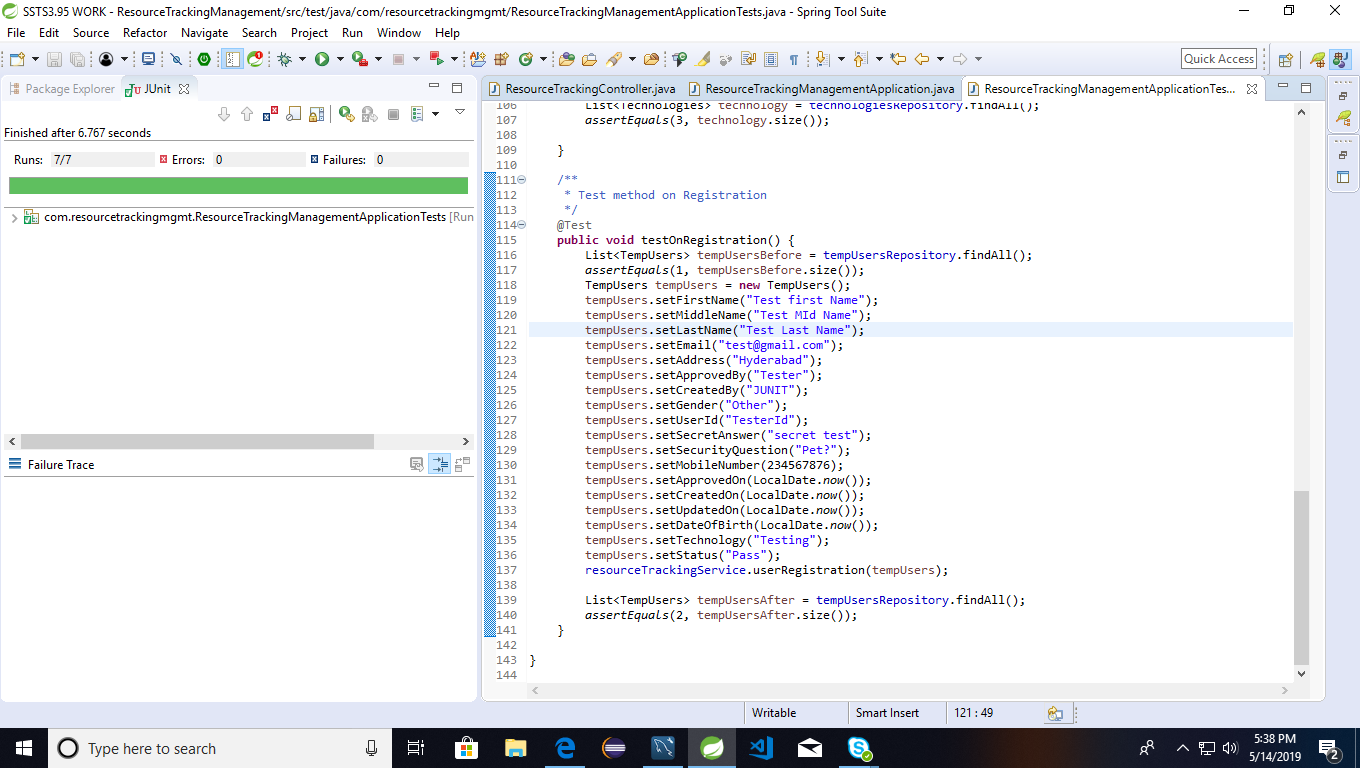 SSTS3.95 WORK - ResourceTrackingManagement/src/test/java/com/resourcetrackingmgmt/ResourceTrackingManagementApplicationTests.java - Spring Tool Suite
File Edit Source Refactor Navigate Search Project Run Window Help
Quick Access
Package Explorer JUnit
Finished after 6.767 seconds
Runs: 7/7 Errors: 0 Failures: 0
com.resourcetrackingmgmt.ResourceTrackingManagementApplicationTests [Run
Failure Trace
ResourceTrackingController.java ResourceTrackingManagementApplication.java ResourceTrackingManagementApplicationTes...
106 List<Technologies> technology = technologiesRepository.findAll();
107 assertEquals(3, technology.size());
108
109 }
110
111 /**
112 * Test method on Registration
113 */
114 @Test
115 public void testOnRegistration() {
116 List<TempUsers> tempUsersBefore = tempUsersRepository.findAll();
117 assertEquals(1, tempUsersBefore.size());
118 TempUsers tempUsers = new TempUsers();
119 tempUsers.setFirstName("Test first Name");
120 tempUsers.setMiddleName("Test MId Name");
121 tempUsers.setLastName("Test Last Name");
122 tempUsers.setEmail("test@gmail.com");
123 tempUsers.setAddress("Hyderabad");
124 tempUsers.setApprovedBy("Tester");
125 tempUsers.setCreatedBy("JUNIT");
126 tempUsers.setGender("Other");
127 tempUsers.setUserId("TesterId");
128 tempUsers.setSecretAnswer("secret test");
129 tempUsers.setSecurityQuestion("Pet?");
130 tempUsers.setMobileNumber(234567876);
131 tempUsers.setApprovedOn(LocalDate.now());
132 tempUsers.setCreatedOn(LocalDate.now());
133 tempUsers.setUpdatedOn(LocalDate.now());
134 tempUsers.setDateOfBirth(LocalDate.now());
135 tempUsers.setTechnology("Testing");
136 tempUsers.setStatus("Pass");
137 resourceTrackingService.userRegistration(tempUsers);
138
139 List<TempUsers> tempUsersAfter = tempUsersRepository.findAll();
140 assertEquals(2, tempUsersAfter.size());
141 }
142
143 }
144
Writable Smart Insert 121 : 49
Type here to search
5:38 PM
5/14/2019
2